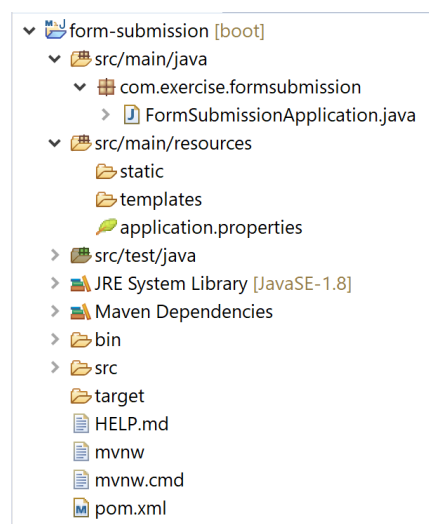 form-submission [boot]
src/main/java
com.exercise.formsubmission
FormSubmissionApplication.java
src/main/resources
static
templates
application.properties
src/test/java
JRE System Library [JavaSE-1.8]
Maven Dependencies
bin
src
target
HELP.md
mvnw
mvnw.cmd
pom.xml